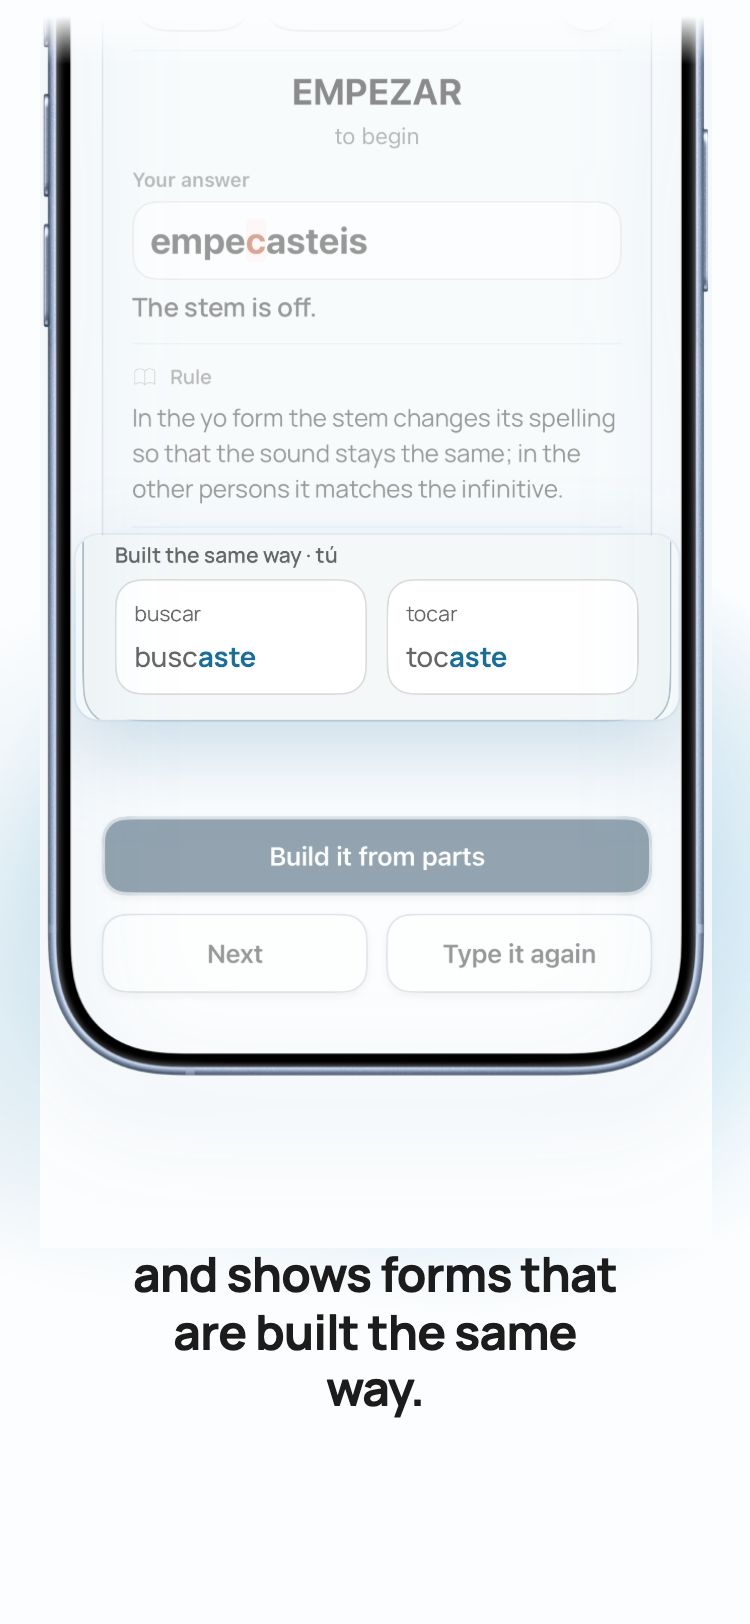 EMPEZAR
to begin
Your answer
empecasteis
The stem is off.
Rule
In the yo form the stem changes its spelling
so that the sound stays the same; in the
other persons it matches the infinitive.
Built the same way · tú
buscar
buscaste
tocar
tocaste
Build it from parts
Next
Type it again
and shows forms that
are built the same
way.